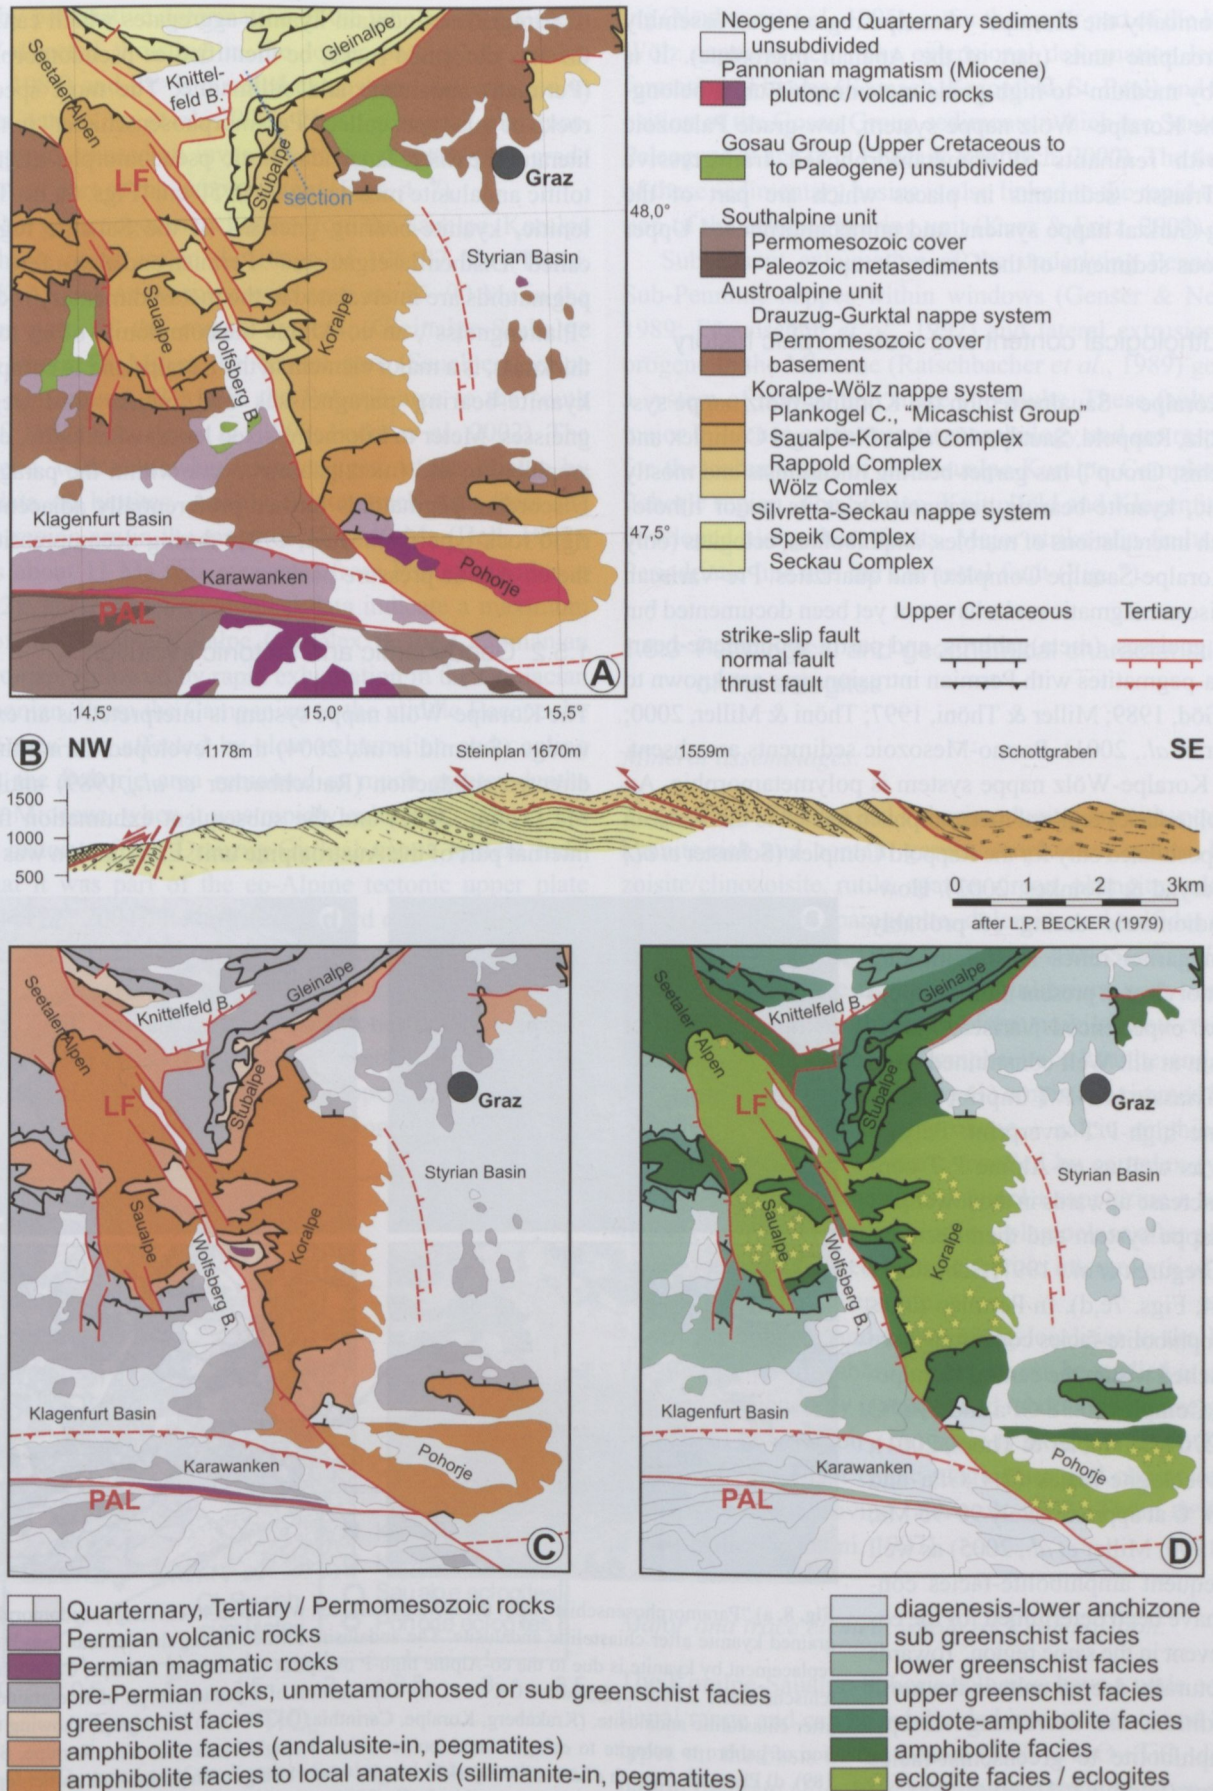 Neogene and Quarternary sediments
unsubdivided
Pannonian magmatism (Miocene)
plutonc / volcanic rocks
Gosau Group (Upper Cretaceous to
to Paleogene) unsubdivided
Southalpine unit
Permomesozoic cover
Paleozoic metasediments
Austroalpine unit
Drauzug-Gurktal nappe system
Permomesozoic cover
basement
Koralpe-Wölz nappe system
Plankogel C., "Micaschist Group"
Saualpe-Koralpe Complex
Rappold Complex
Wölz Comlex
Silvretta-Seckau nappe system
Speik Complex
Seckau Complex
Upper Cretaceous Tertiary
strike-slip fault
normal fault
thrust fault
Seetaler Alpen
Knittel-
feld B.
Gleinalpe
LF
Stubalpe
section
Graz
48,0°
Styrian Basin
Saualpe
Wolfsberg B.
Koralpe
Klagenfurt Basin
47,5°
Karawanken
Pohorje
PAL
A
14,5° 15,0° 15,5°
B NW 1178m Steinplan 1670m 1559m Schottgraben SE
1500
1000
500
0 1 2 3km
after L.P. BECKER (1979)
Seetaler Alpen
Knittelfeld B.
Gleinalpe
LF
Stubalpe
Graz
Styrian Basin
Saualpe
Wolfsberg B.
Koralpe
Klagenfurt Basin
Karawanken
Pohorje
PAL
C
Seetaler Alpen
Knittelfeld B.
Gleinalpe
LF
Stubalpe
Graz
Styrian Basin
Saualpe
Wolfsberg B.
Koralpe
Klagenfurt Basin
Karawanken
Pohorje
PAL
D
Quarternary, Tertiary / Permomesozoic rocks
Permian volcanic rocks
Permian magmatic rocks
pre-Permian rocks, unmetamorphosed or sub greenschist facies
greenschist facies
amphibolite facies (andalusite-in, pegmatites)
amphibolite facies to local anatexis (sillimanite-in, pegmatites)
diagenesis-lower anchizone
sub greenschist facies
lower greenschist facies
upper greenschist facies
epidote-amphibolite facies
amphibolite facies
eclogite facies / eclogites